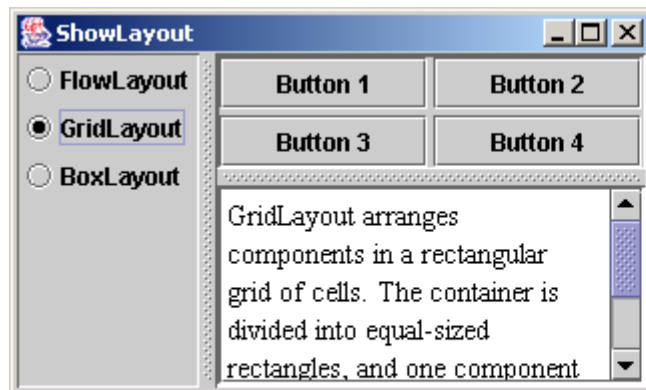 ShowLayout
FlowLayout
GridLayout
BoxLayout
Button 1
Button 2
Button 3
Button 4
GridLayout arranges
components in a rectangular
grid of cells. The container is
divided into equal-sized
rectangles, and one component